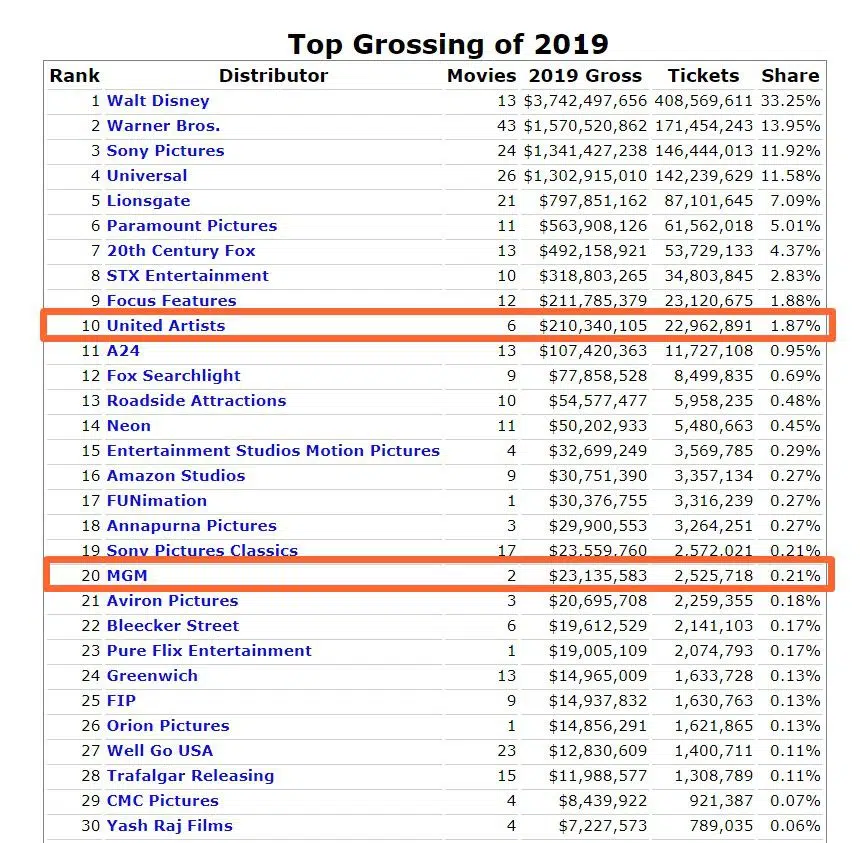 Top Grossing of 2019
Rank Distributor Movies 2019 Gross Tickets Share
1 Walt Disney 13 $3,742,497,656 408,569,611 33.25%
2 Warner Bros. 43 $1,570,520,862 171,454,243 13.95%
3 Sony Pictures 24 $1,341,427,238 146,444,013 11.92%
4 Universal 26 $1,302,915,010 142,239,629 11.58%
5 Lionsgate 21 $797,851,162 87,101,645 7.09%
6 Paramount Pictures 11 $563,908,126 61,562,018 5.01%
7 20th Century Fox 13 $492,158,921 53,729,133 4.37%
8 STX Entertainment 10 $318,803,265 34,803,845 2.83%
9 Focus Features 12 $211,785,379 23,120,675 1.88%
10 United Artists 6 $210,340,105 22,962,891 1.87%
11 A24 13 $107,420,363 11,727,108 0.95%
12 Fox Searchlight 9 $77,858,528 8,499,835 0.69%
13 Roadside Attractions 10 $54,577,477 5,958,235 0.48%
14 Neon 11 $50,202,933 5,480,663 0.45%
15 Entertainment Studios Motion Pictures 4 $32,699,249 3,569,785 0.29%
16 Amazon Studios 9 $30,751,390 3,357,134 0.27%
17 FUNimation 1 $30,376,755 3,316,239 0.27%
18 Annapurna Pictures 3 $29,900,553 3,264,251 0.27%
19 Sony Pictures Classics 17 $23,559,760 2,572,021 0.21%
20 MGM 2 $23,135,583 2,525,718 0.21%
21 Aviron Pictures 3 $20,695,708 2,259,355 0.18%
22 Bleecker Street 6 $19,612,529 2,141,103 0.17%
23 Pure Flix Entertainment 1 $19,005,109 2,074,793 0.17%
24 Greenwich 13 $14,965,009 1,633,728 0.13%
25 FIP 9 $14,937,832 1,630,763 0.13%
26 Orion Pictures 1 $14,856,291 1,621,865 0.13%
27 Well Go USA 23 $12,830,609 1,400,711 0.11%
28 Trafalgar Releasing 15 $11,988,577 1,308,789 0.11%
29 CMC Pictures 4 $8,439,922 921,387 0.07%
30 Yash Raj Films 4 $7,227,573 789,035 0.06%